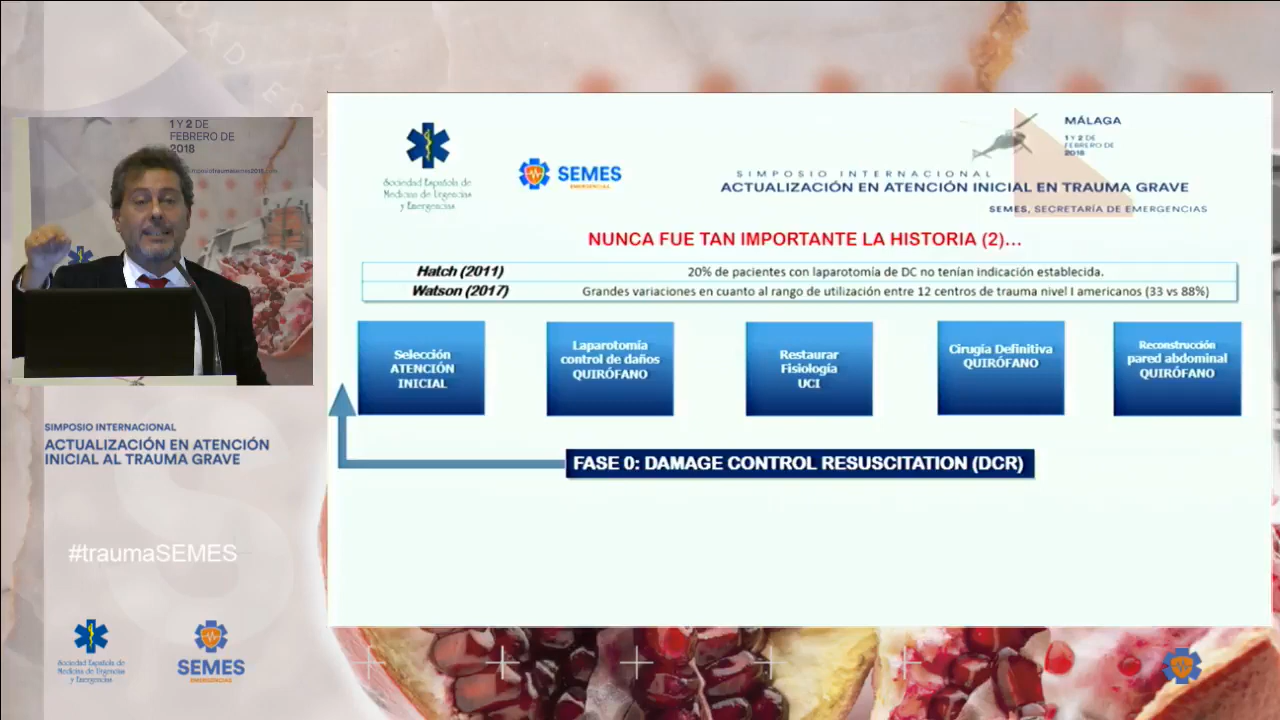 1 Y 2 DE
FEBRERO DE
2018
MÁLAGA
1 Y 2 DE
FEBRERO DE
2018
Sociedad Española de
Medicina de Urgencias
y Emergencias
SEMES
EMERGENCIAS
SIMPOSIO INTERNACIONAL
ACTUALIZACIÓN EN ATENCIÓN INICIAL EN TRAUMA GRAVE
SEMES, SECRETARÍA DE EMERGENCIAS
NUNCA FUE TAN IMPORTANTE LA HISTORIA (2)...
Hatch (2011) 20% de pacientes con laparotomía de DC no tenían indicación establecida.
Watson (2017) Grandes variaciones en cuanto al rango de utilización entre 12 centros de trauma nivel I americanos (33 vs 88%)
Selección
ATENCIÓN
INICIAL
Laparotomía
control de daños
QUIRÓFANO
Restaurar
Fisiología
UCI
Cirugía Definitiva
QUIRÓFANO
Reconstrucción
pared abdominal
QUIRÓFANO
FASE 0: DAMAGE CONTROL RESUSCITATION (DCR)
SIMPOSIO INTERNACIONAL
ACTUALIZACIÓN EN ATENCIÓN
INICIAL AL TRAUMA GRAVE
#traumaSEMES
Sociedad Española de
Medicina de Urgencias
y Emergencias
SEMES
EMERGENCIAS